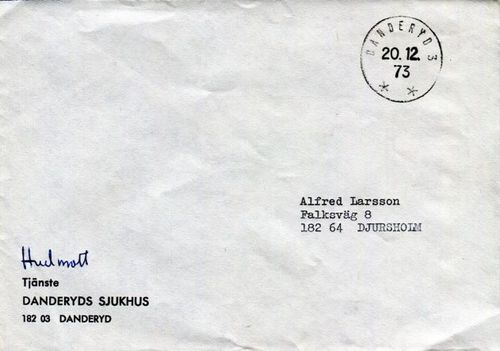 DANDERYD 3
20.12.
73
* *
Alfred Larsson
Falksväg 8
182 64 DJURSHOLM
Hudmott
Tjänste
DANDERYDS SJUKHUS
182 03 DANDERYD